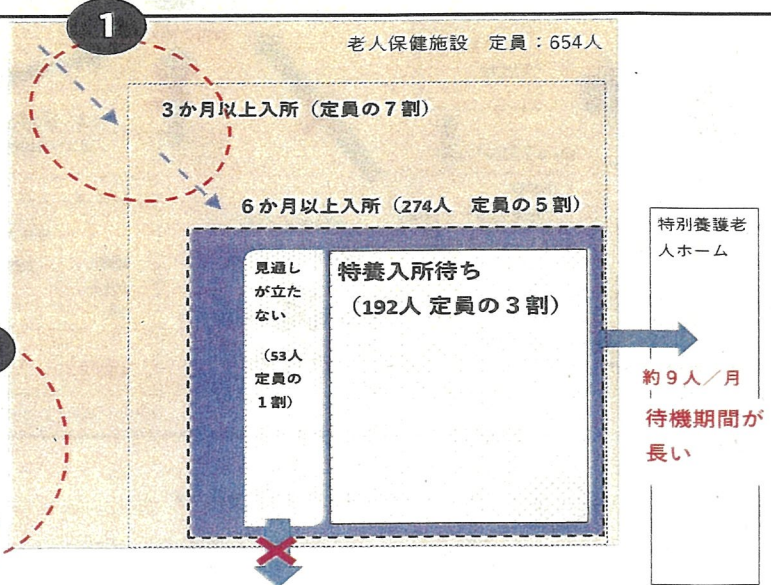 1
老人保健施設 定員：654人
3か月以上入所（定員の7割）
6か月以上入所（274人 定員の5割）
見通し
が立た
ない
（53人
定員の
1割）
特養入所待ち
（192人 定員の3割）
特別養護老
人ホーム
約9人／月
待機期間が
長い